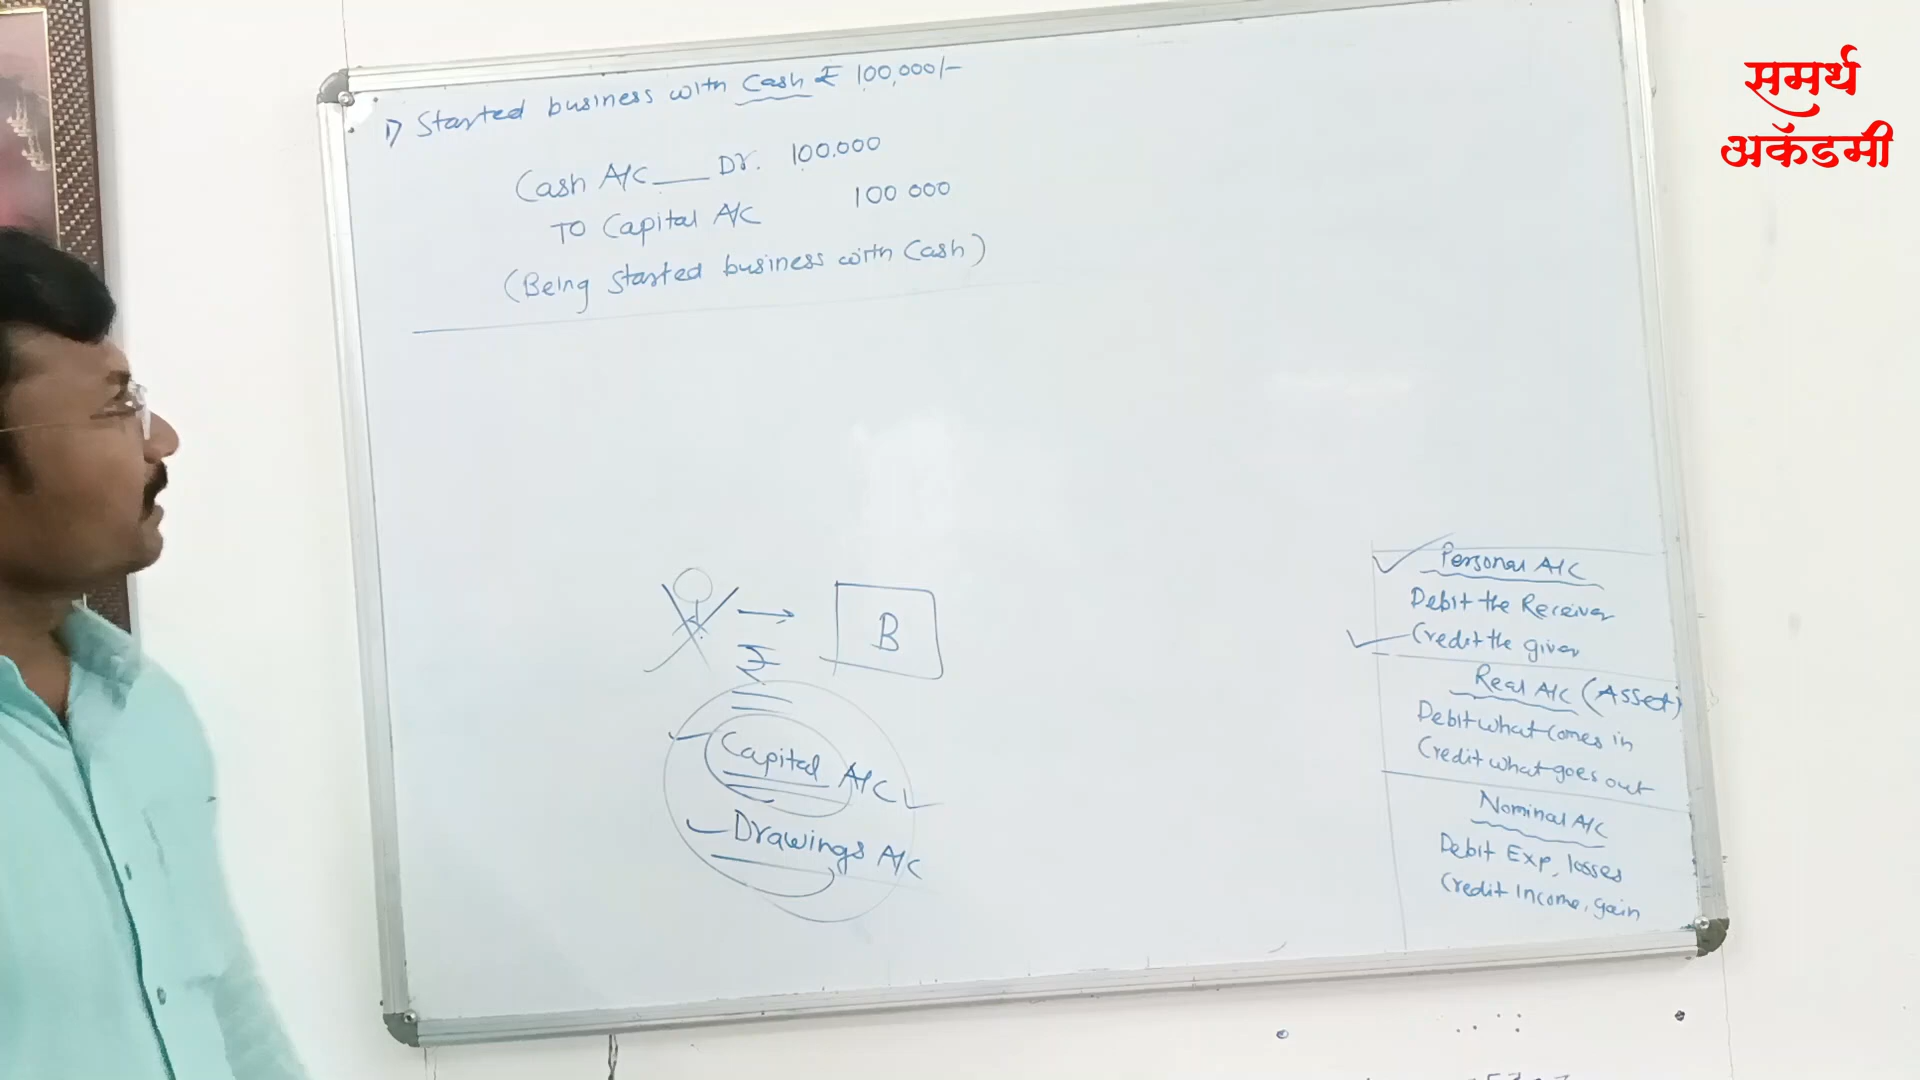 1) Started business with Cash ₹ 100,000/-
Cash A/C ___ Dr. 100,000
TO Capital A/C 100 000
(Being Started business with Cash)
₹
B
Capital A/C
Drawings A/C
Personal A/C
Debit the Receiver
Credit the giver
Real A/C (Asset)
Debit what comes in
Credit what goes out
Nominal A/C
Debit Exp, losses
Credit Income, gain
समर्थ
अकॅडमी